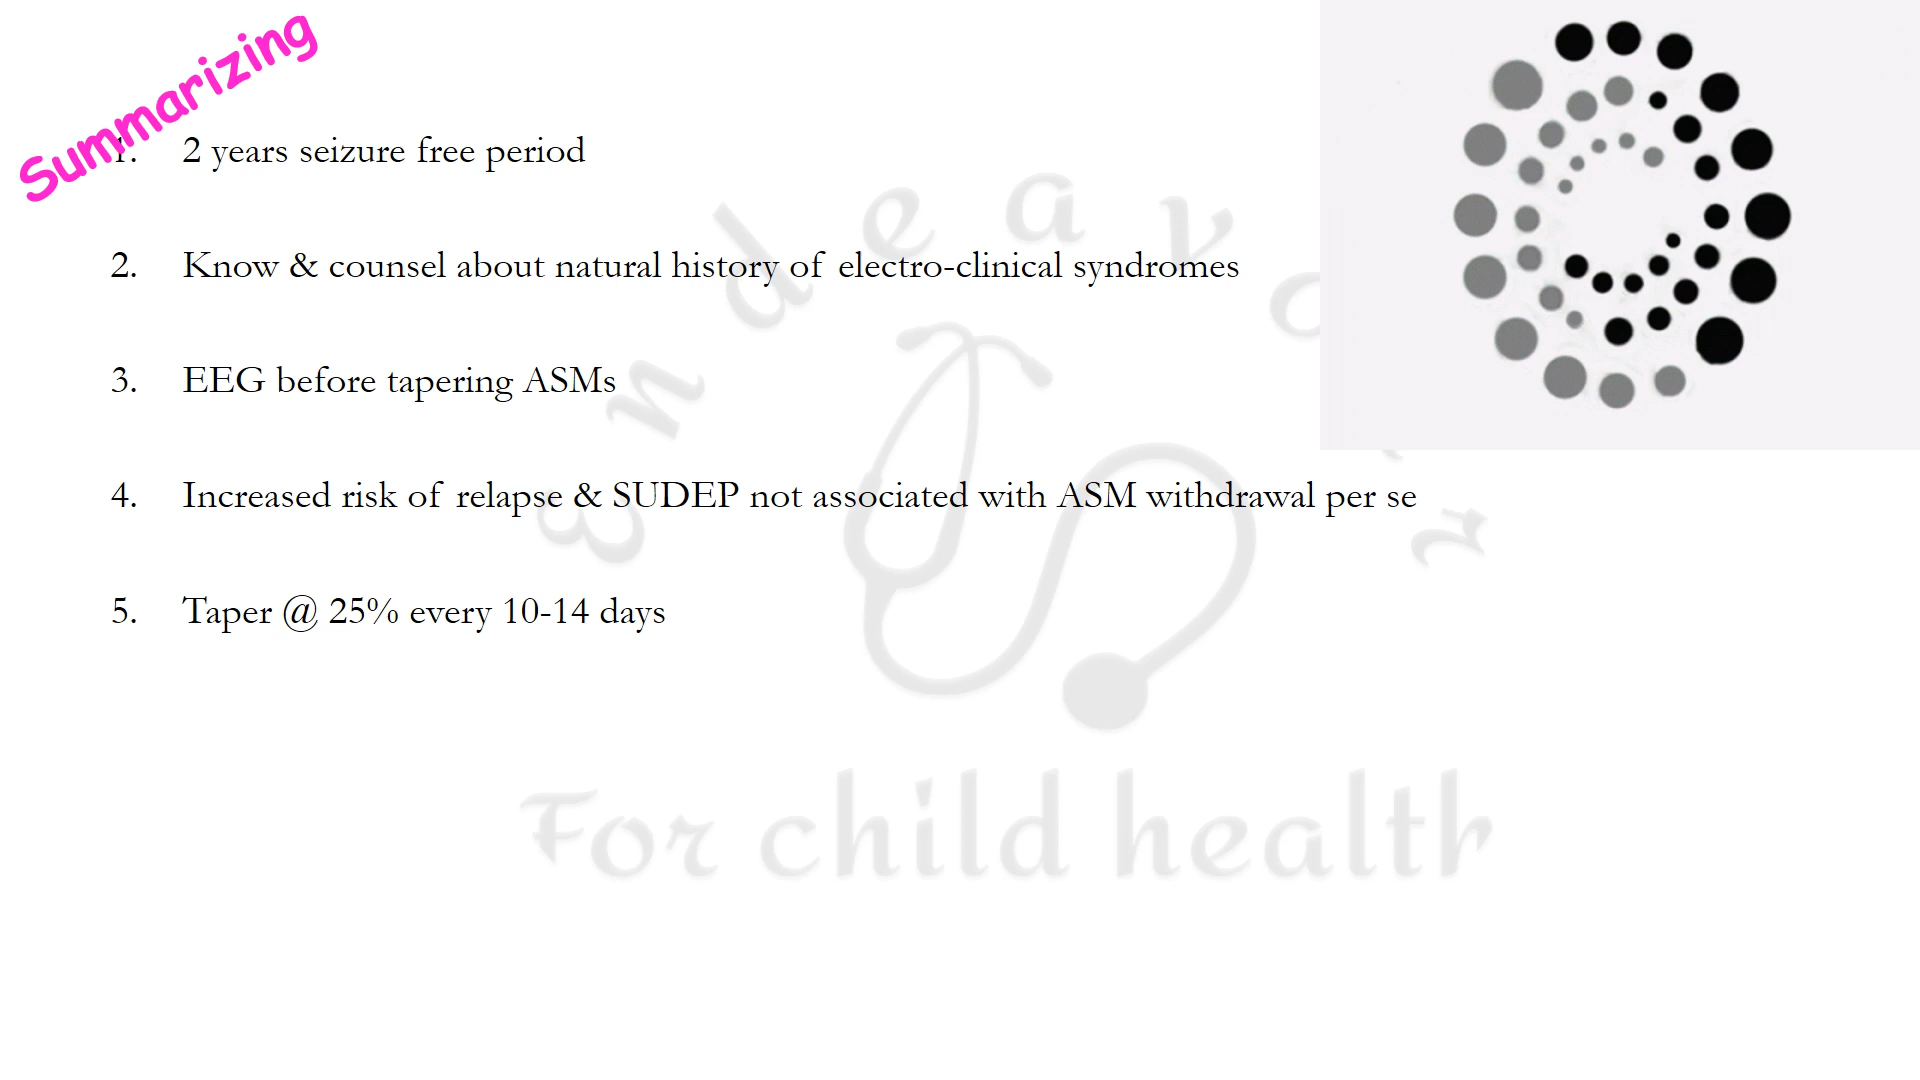 Summarizing
1. 2 years seizure free period
2. Know & counsel about natural history of electro-clinical syndromes
3. EEG before tapering ASMs
4. Increased risk of relapse & SUDEP not associated with ASM withdrawal per se
5. Taper @ 25% every 10-14 days
For child health